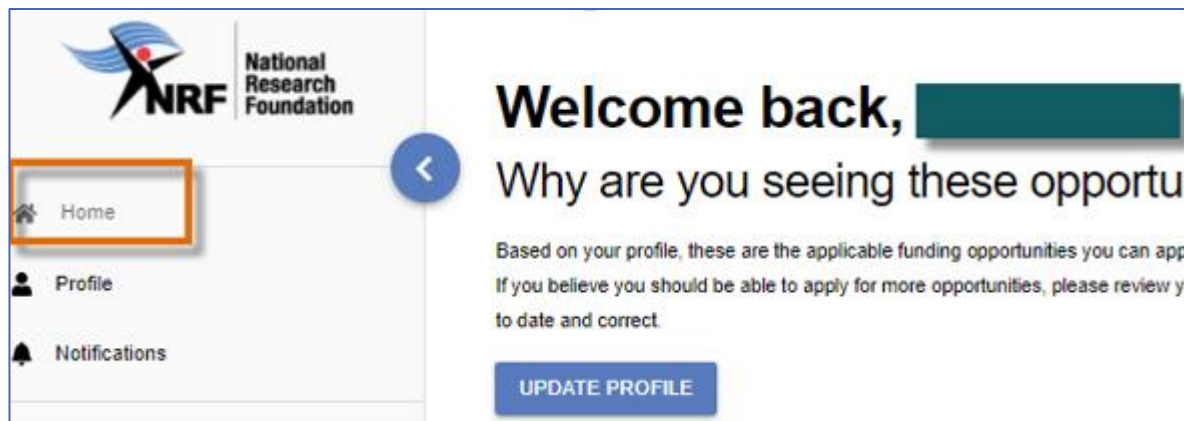 NRF
National
Research
Foundation
Home
Profile
Notifications
Welcome back,
Why are you seeing these opportu
Based on your profile, these are the applicable funding opportunities you can app
If you believe you should be able to apply for more opportunities, please review y
to date and correct.
UPDATE PROFILE